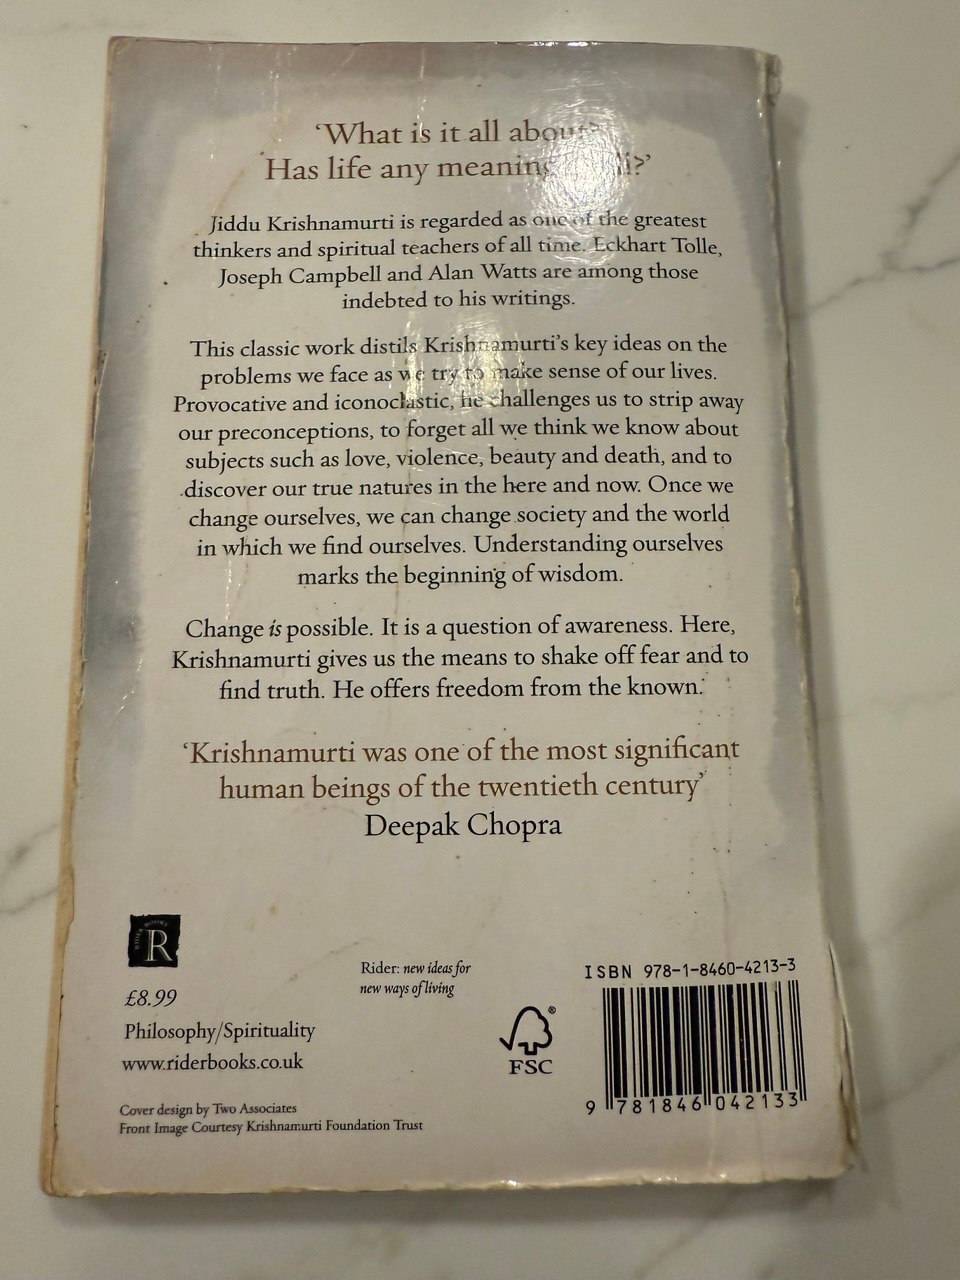 ‘What is it all about?
Has life any meaning
Jiddu Krishnamurti is regarded as one of the greatest
thinkers and spiritual teachers of all time. Eckhart Tolle,
Joseph Campbell and Alan Watts are among those
indebted to his writings.
This classic work distils Krishnamurti’s key ideas on the
problems we face as we try to make sense of our lives.
Provocative and iconoclastic, he challenges us to strip away
our preconceptions, to forget all we think we know about
subjects such as love, violence, beauty and death, and to
discover our true natures in the here and now. Once we
change ourselves, we can change society and the world
in which we find ourselves. Understanding ourselves
marks the beginning of wisdom.
Change is possible. It is a question of awareness. Here,
Krishnamurti gives us the means to shake off fear and to
find truth. He offers freedom from the known.
‘Krishnamurti was one of the most significant
human beings of the twentieth century’
Deepak Chopra
RIDER BOOKS
R
£8.99
Philosophy/Spirituality
www.riderbooks.co.uk
Cover design by Two Associates
Front Image Courtesy Krishnamurti Foundation Trust
Rider: new ideas for
new ways of living
®
FSC
ISBN 978-1-8460-4213-3
9 781846 042133